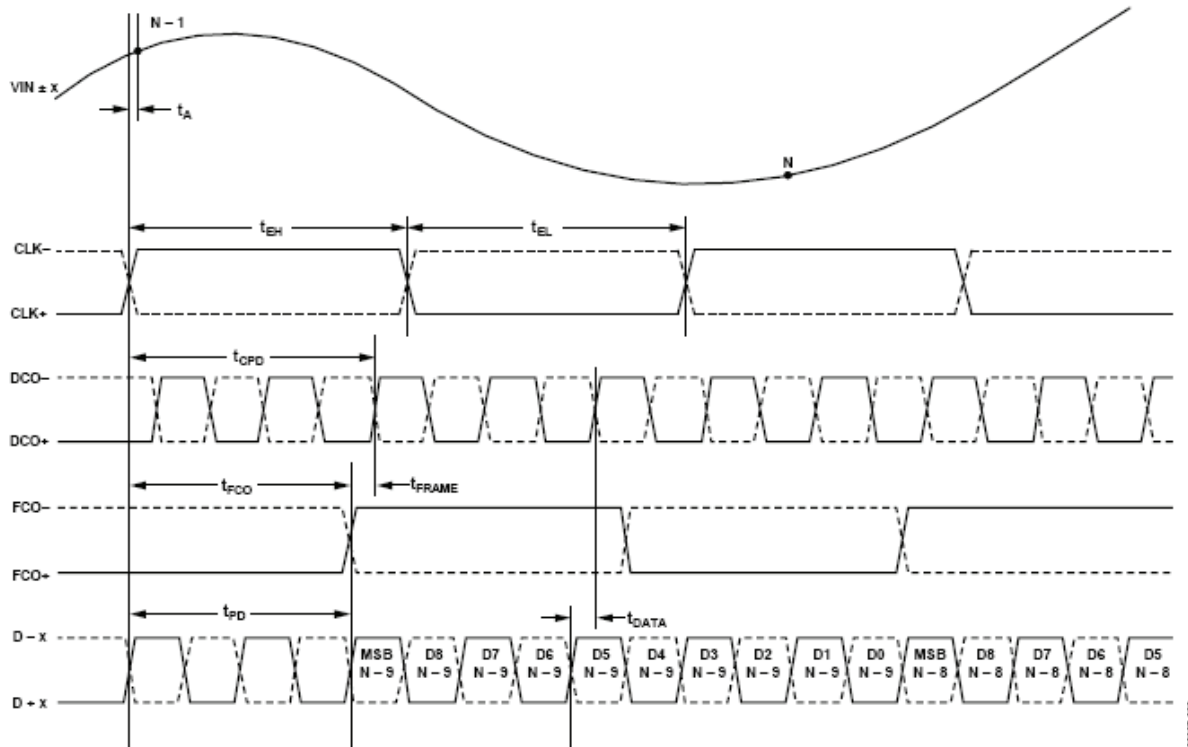 N – 1
VIN ± x
tA
N
tEH
tEL
CLK–
CLK+
tCPD
DCO–
DCO+
tFCO
tFRAME
FCO–
FCO+
tPD
tDATA
D – x
MSB N – 9
D8 N – 9
D7 N – 9
D6 N – 9
D5 N – 9
D4 N – 9
D3 N – 9
D2 N – 9
D1 N – 9
D0 N – 9
MSB N – 8
D8 N – 8
D7 N – 8
D6 N – 8
D5 N – 8
D + x